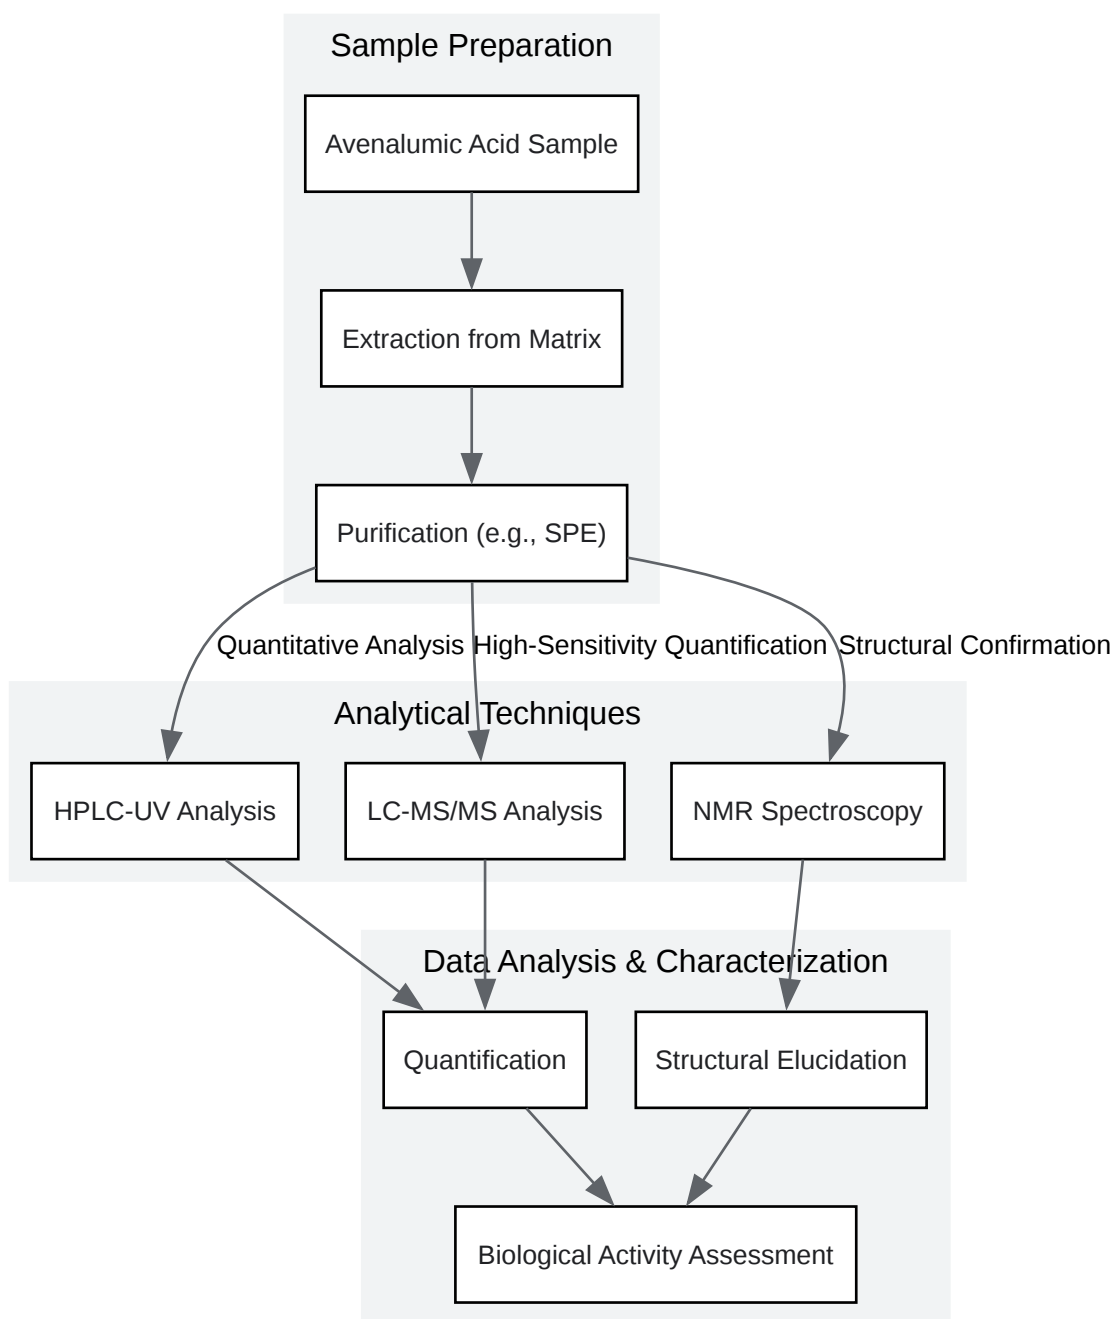 Sample Preparation
Avenalumic Acid Sample
Extraction from Matrix
Purification (e.g., SPE)
Quantitative Analysis
High-Sensitivity Quantification
Structural Confirmation
Analytical Techniques
HPLC-UV Analysis
LC-MS/MS Analysis
NMR Spectroscopy
Data Analysis & Characterization
Quantification
Structural Elucidation
Biological Activity Assessment